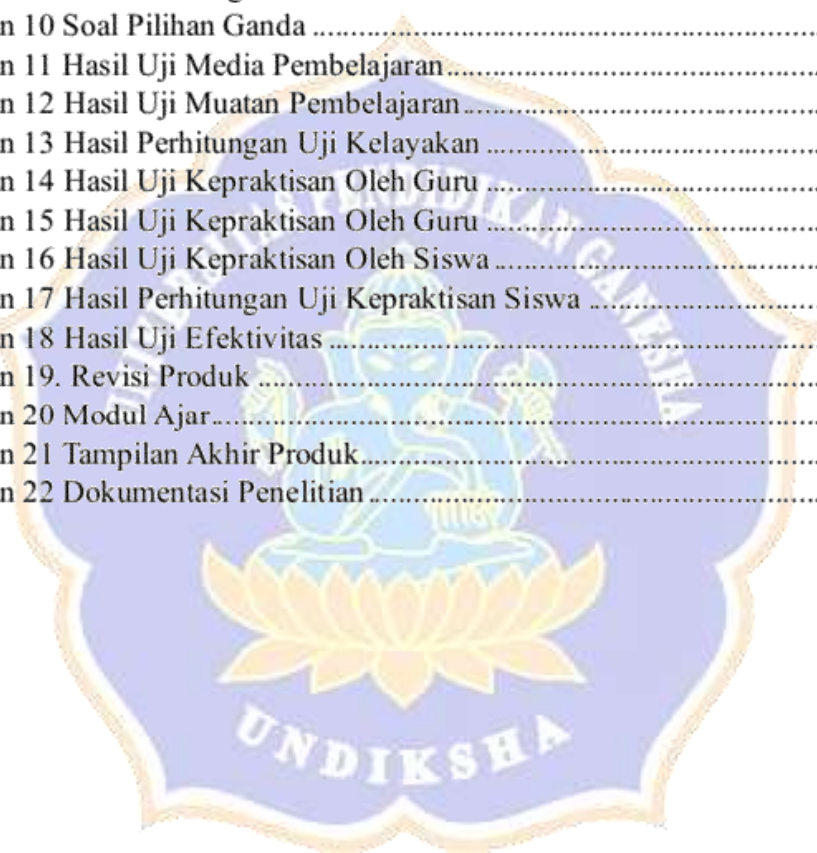 n 10 Soal Pilihan Ganda ................................................................
n 11 Hasil Uji Media Pembelajaran................................................
n 12 Hasil Uji Muatan Pembelajaran..............................................
n 13 Hasil Perhitungan Uji Kelayakan ...........................................
n 14 Hasil Uji Kepraktisan Oleh Guru ...........................................
n 15 Hasil Uji Kepraktisan Oleh Guru ...........................................
n 16 Hasil Uji Kepraktisan Oleh Siswa..........................................
n 17 Hasil Perhitungan Uji Kepraktisan Siswa ..............................
n 18 Hasil Uji Efektivitas ..............................................................
n 19. Revisi Produk .......................................................................
n 20 Modul Ajar.............................................................................
n 21 Tampilan Akhir Produk..........................................................
n 22 Dokumentasi Penelitian.........................................................
UNIVERSITAS PENDIDIKAN GANESHA
UNDIKSHA